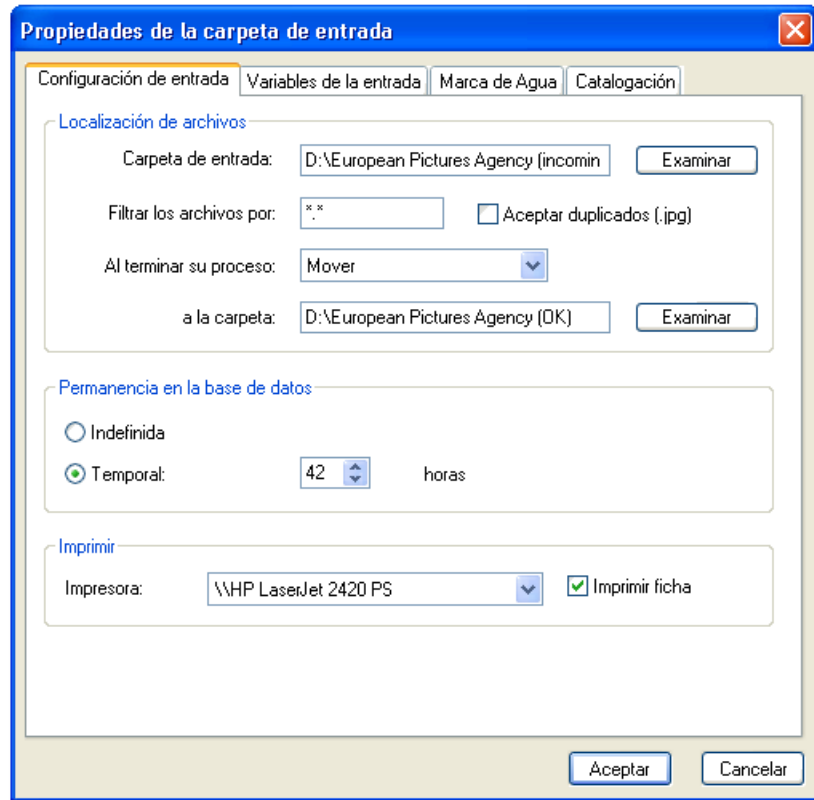 Propiedades de la carpeta de entrada
Configuración de entrada Variables de la entrada Marca de Agua Catalogación
Localización de archivos
Carpeta de entrada: D:\European Pictures Agency (incomin Examinar
Filtrar los archivos por: *.* Aceptar duplicados (.jpg)
Al terminar su proceso: Mover
a la carpeta: D:\European Pictures Agency (OK) Examinar
Permanencia en la base de datos
Indefinida
Temporal: 42 horas
Imprimir
Impresora: \\HP LaserJet 2420 PS Imprimir ficha
Aceptar Cancelar